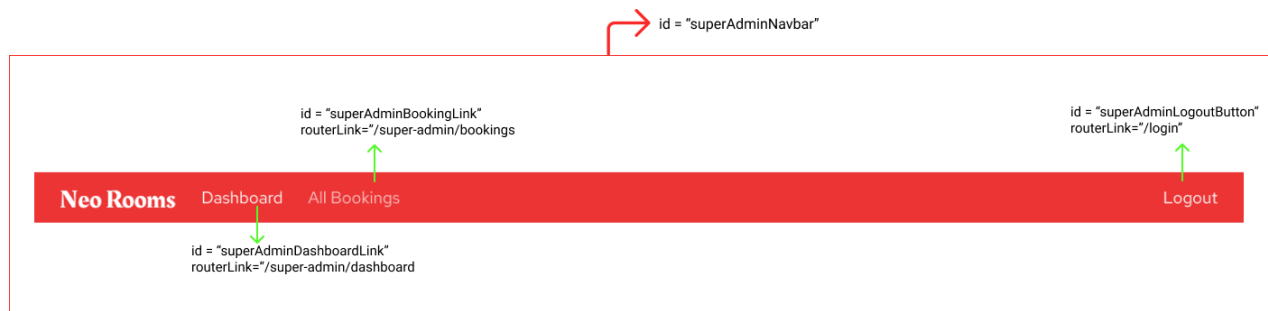 id = “superAdminNavbar”
id = “superAdminBookingLink”
routerLink=”/super-admin/bookings
id = “superAdminLogoutButton”
routerLink=”/login”
Neo Rooms Dashboard All Bookings Logout
id = “superAdminDashboardLink”
routerLink=”/super-admin/dashboard